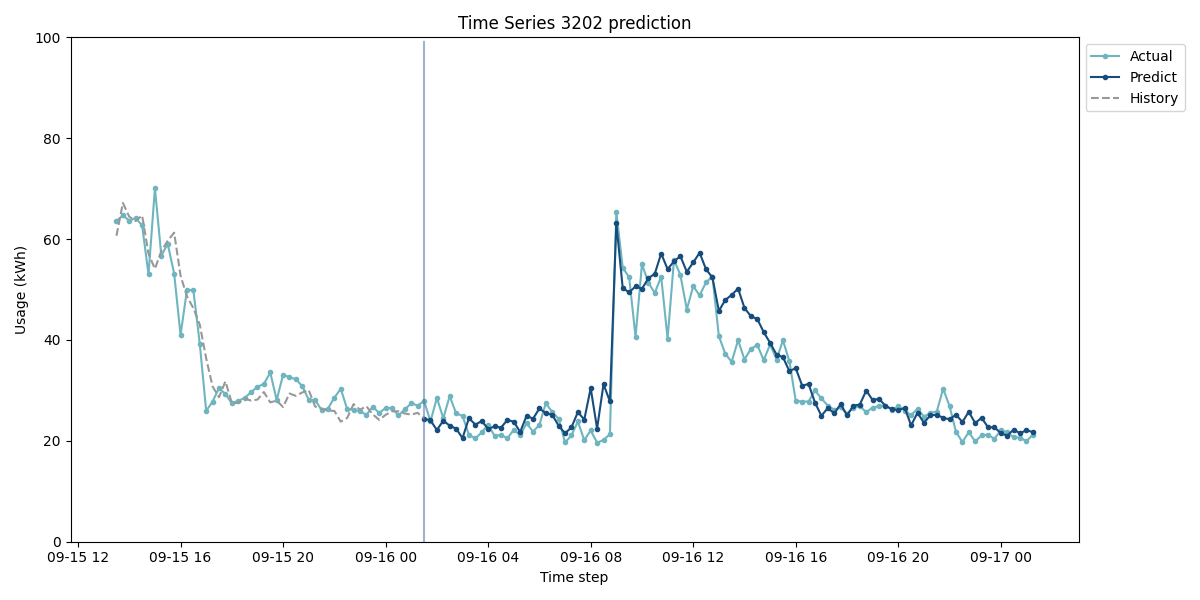 Time Series 3202 prediction
Usage (kWh)
100
80
60
40
20
0
09-15 12
09-15 16
09-15 20
09-16 00
09-16 04
09-16 08
09-16 12
09-16 16
09-16 20
09-17 00
Time step
Actual
Predict
History